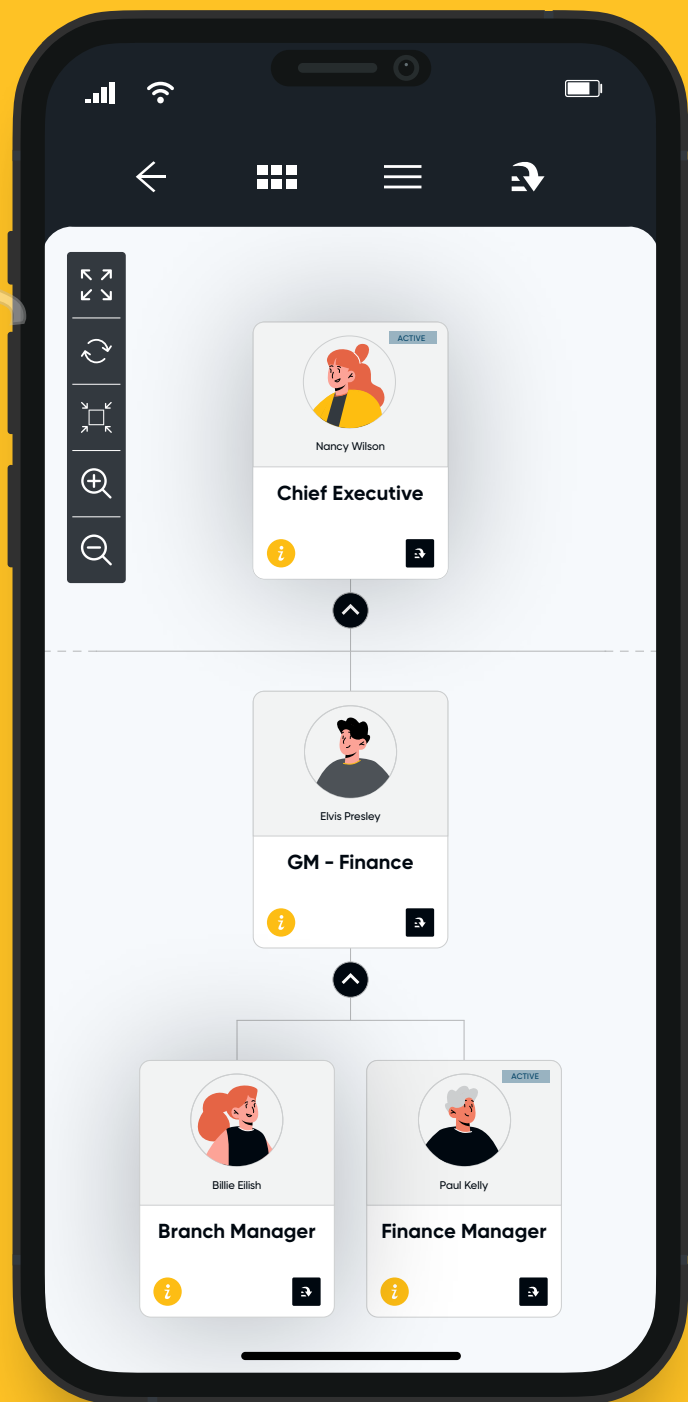 ACTIVE
Nancy Wilson
Chief Executive
Elvis Presley
GM - Finance
Billie Eilish
Branch Manager
ACTIVE
Paul Kelly
Finance Manager